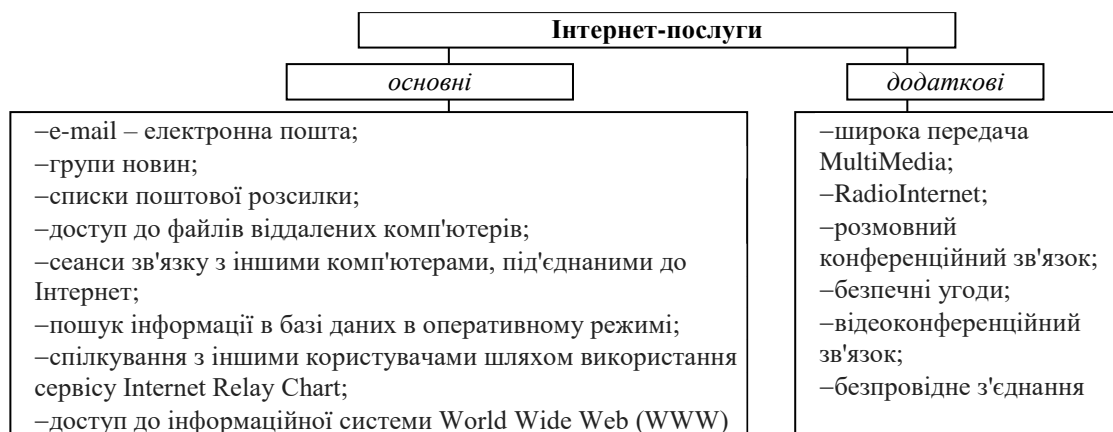 Інтернет-послуги
основні
додаткові
−e-mail – електронна пошта;
−групи новин;
−списки поштової розсилки;
−доступ до файлів віддалених комп'ютерів;
−сеанси зв'язку з іншими комп'ютерами, під'єднаними до
Інтернет;
−пошук інформації в базі даних в оперативному режимі;
−спілкування з іншими користувачами шляхом використання
сервісу Internet Relay Chart;
−доступ до інформаційної системи World Wide Web (WWW)
−широка передача
MultiMedia;
−RadioInternet;
−розмовний
конференційний зв'язок;
−безпечні угоди;
−відеоконференційний
зв'язок;
−безпровідне з'єднання